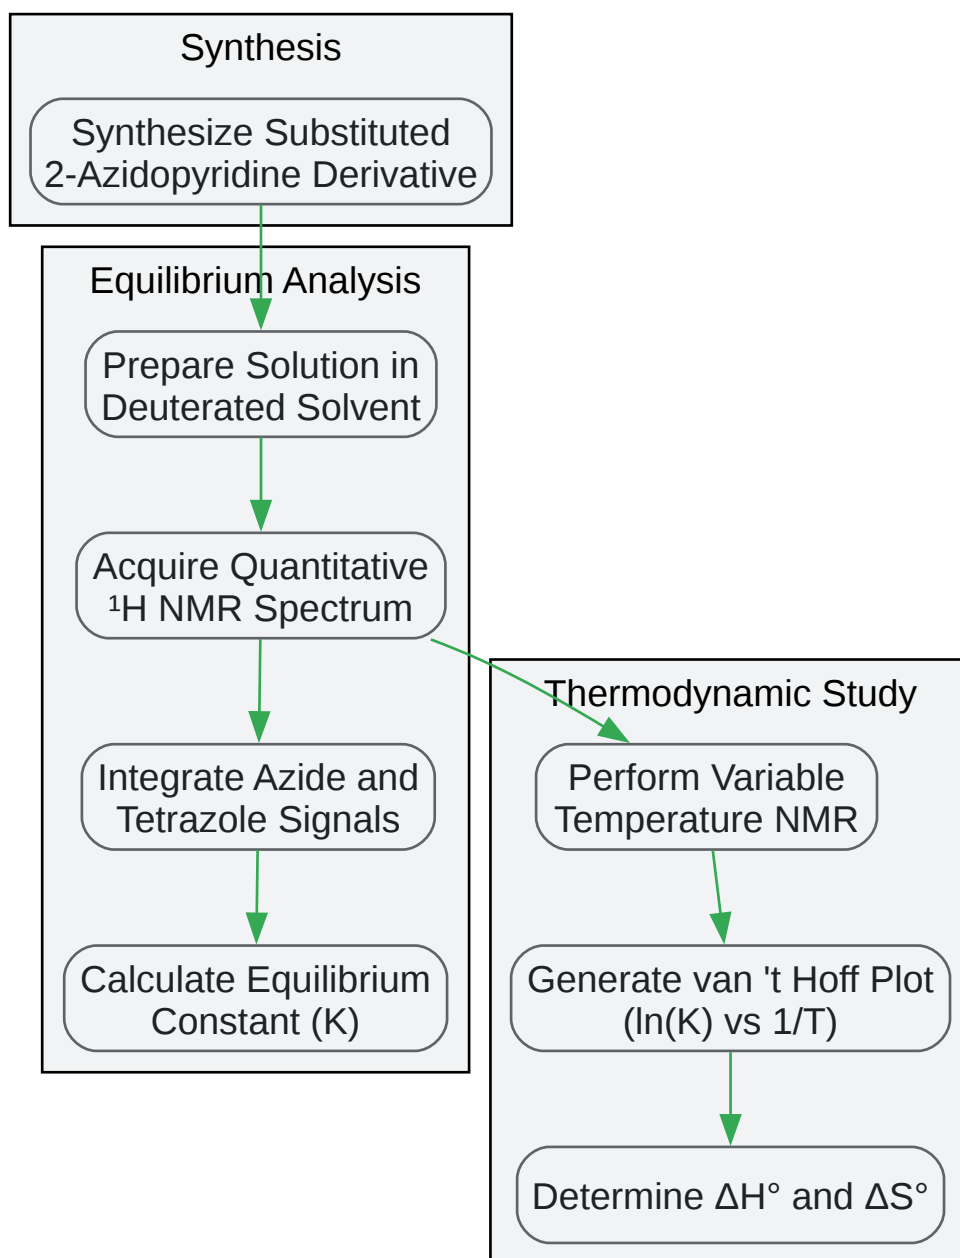 Synthesis
Synthesize Substituted
2-Azidopyridine Derivative
Equilibrium Analysis
Prepare Solution in
Deuterated Solvent
Acquire Quantitative
¹H NMR Spectrum
Integrate Azide and
Tetrazole Signals
Calculate Equilibrium
Constant (K)
Thermodynamic Study
Perform Variable
Temperature NMR
Generate van 't Hoff Plot
(ln(K) vs 1/T)
Determine ΔH° and ΔS°